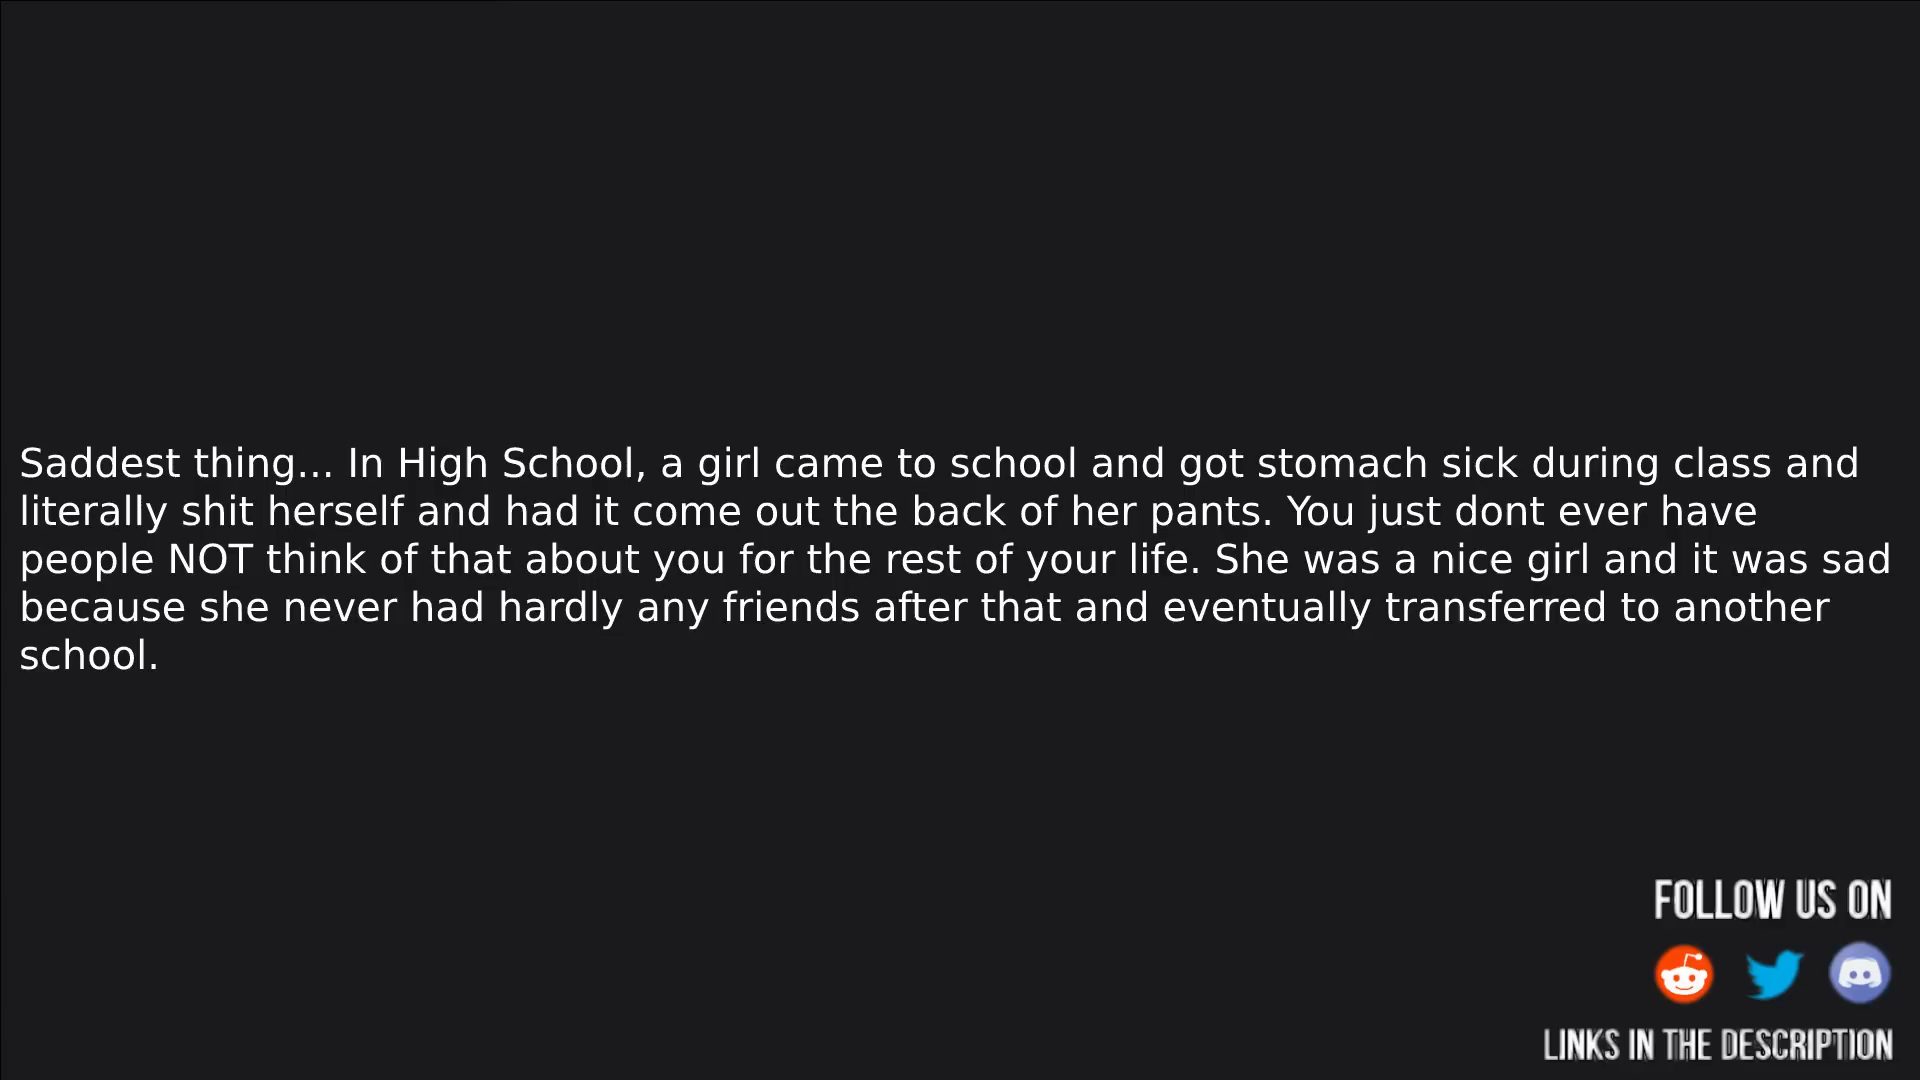 Saddest thing... In High School, a girl came to school and got stomach sick during class and
literally shit herself and had it come out the back of her pants. You just dont ever have
people NOT think of that about you for the rest of your life. She was a nice girl and it was sad
because she never had hardly any friends after that and eventually transferred to another
school.
FOLLOW US ON
LINKS IN THE DESCRIPTION